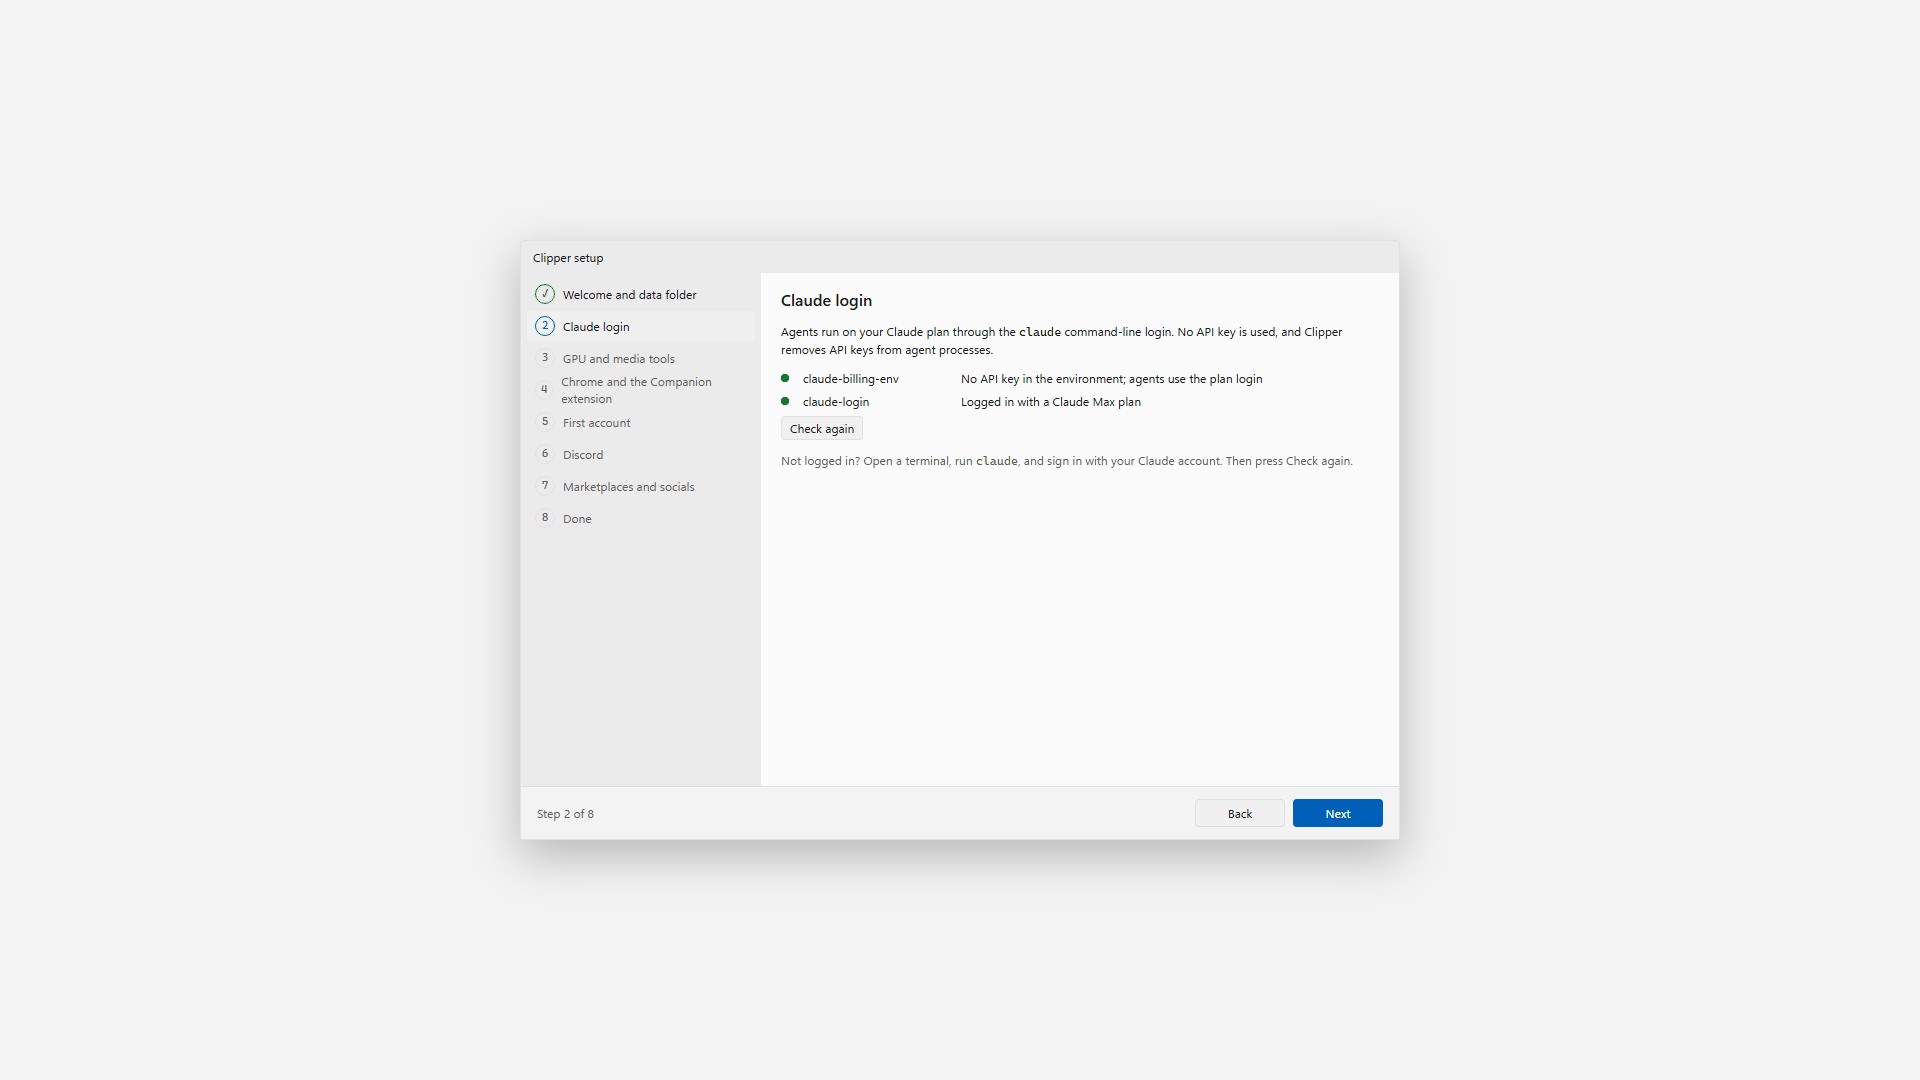 Clipper setup
✓ Welcome and data folder
2 Claude login
3 GPU and media tools
4 Chrome and the Companion
extension
5 First account
6 Discord
7 Marketplaces and socials
8 Done
Claude login
Agents run on your Claude plan through the claude command-line login. No API key is used, and Clipper
removes API keys from agent processes.
claude-billing-env No API key in the environment; agents use the plan login
claude-login Logged in with a Claude Max plan
Check again
Not logged in? Open a terminal, run claude, and sign in with your Claude account. Then press Check again.
Step 2 of 8
Back
Next